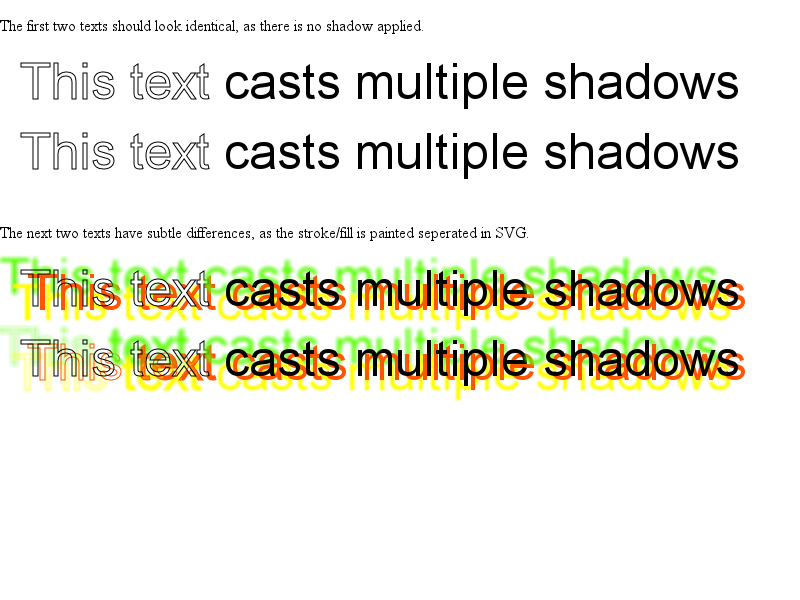 The first two texts should look identical, as there is no shadow applied.
This text casts multiple shadows
This text casts multiple shadows
The next two texts have subtle differences, as the stroke/fill is painted seperated in SVG.
This text casts multiple shadows
This text casts multiple shadows